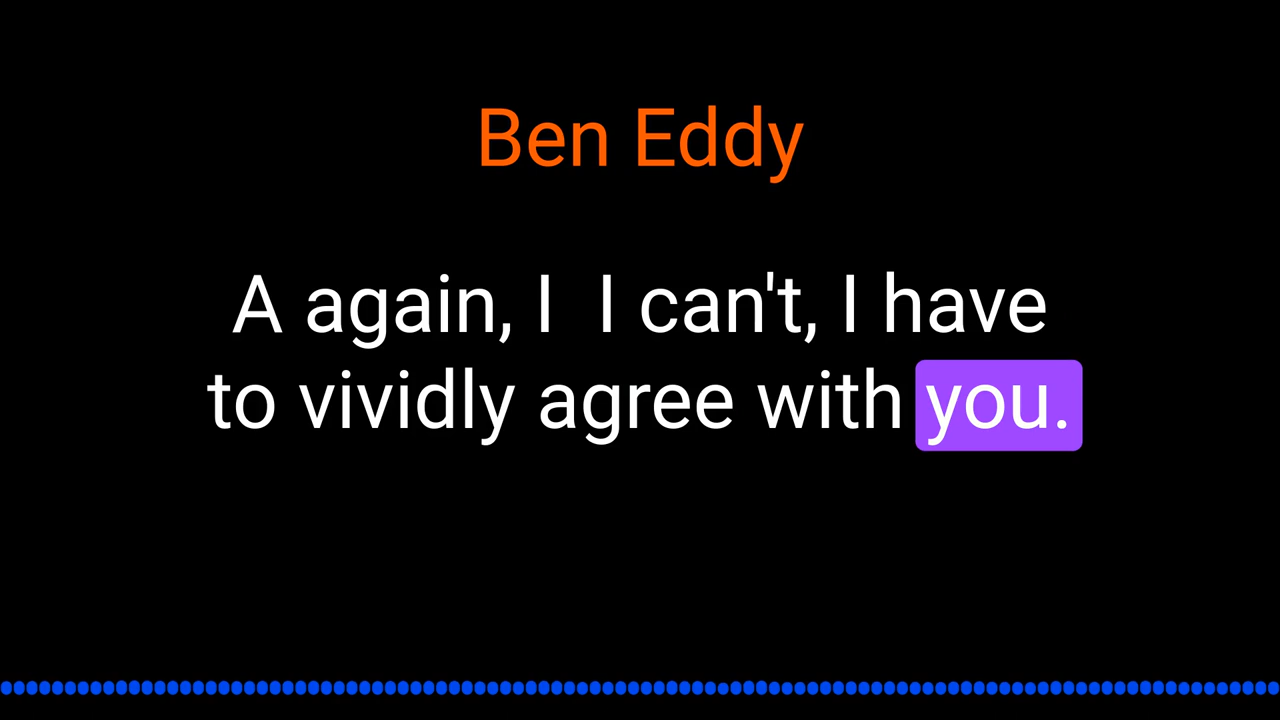 Ben Eddy
A again, I  I can't, I have
to vividly agree with you.